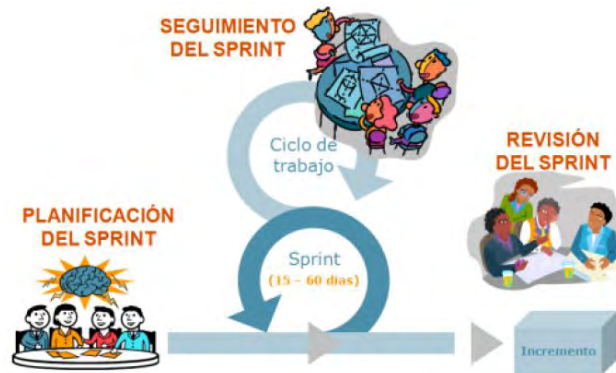 SEGUIMIENTO
DEL SPRINT
Ciclo de
trabajo
REVISIÓN
DEL SPRINT
PLANIFICACIÓN
DEL SPRINT
Sprint
(15 – 60 días)
Incremento